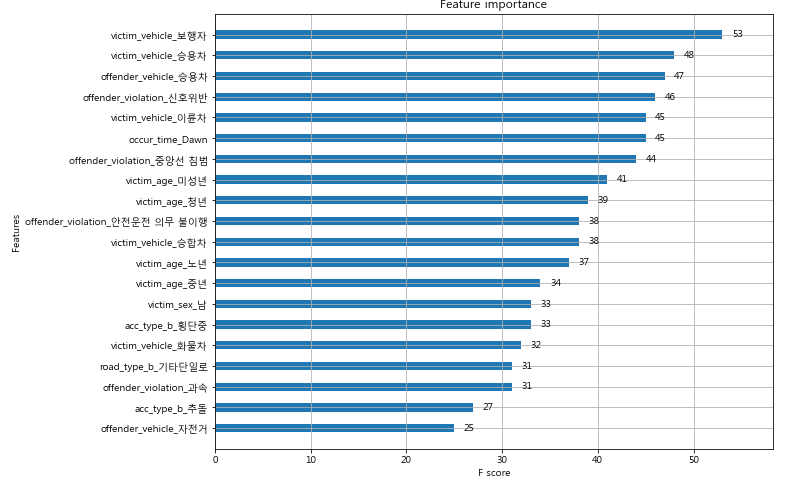 Feature importance
victim_vehicle_보행자 53
victim_vehicle_승용차 48
offender_vehicle_승용차 47
offender_violation_신호위반 46
victim_vehicle_이륜차 45
occur_time_Dawn 45
offender_violation_중앙선 침범 44
victim_age_미성년 41
victim_age_청년 39
offender_violation_안전운전 의무 불이행 38
victim_vehicle_승합차 38
victim_age_노년 37
victim_age_중년 34
victim_sex_남 33
acc_type_b_횡단중 33
victim_vehicle_화물차 32
road_type_b_기타단일로 31
offender_violation_과속 31
acc_type_b_추돌 27
offender_vehicle_자전거 25
Features
0 10 20 30 40 50
F score